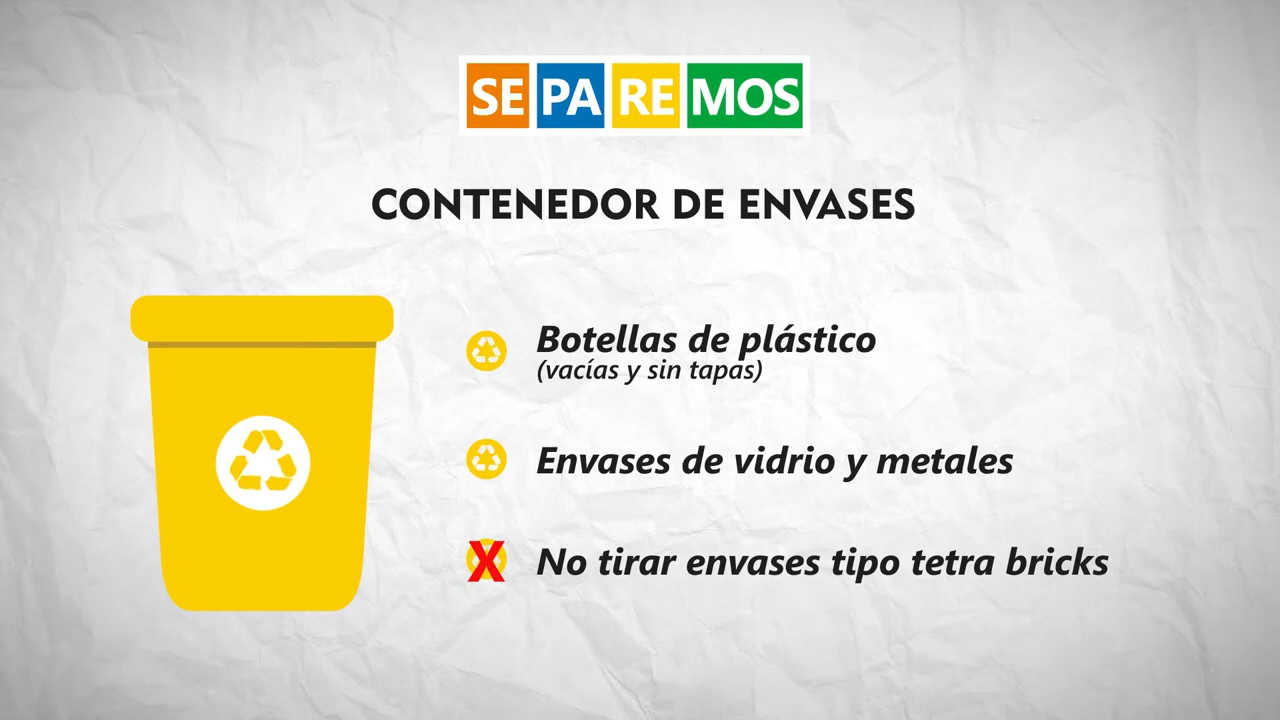 SEPAREMOS
CONTENEDOR DE ENVASES
Botellas de plástico
(vacías y sin tapas)
Envases de vidrio y metales
X No tirar envases tipo tetra bricks